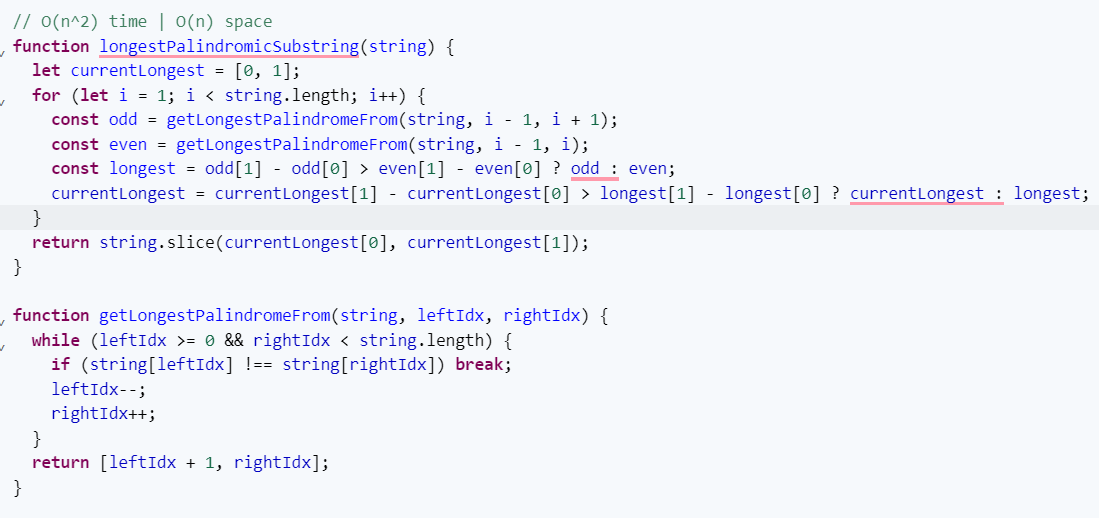 // O(n^2) time | O(n) space
function longestPalindromicSubstring(string) {
  let currentLongest = [0, 1];
  for (let i = 1; i < string.length; i++) {
    const odd = getLongestPalindromeFrom(string, i - 1, i + 1);
    const even = getLongestPalindromeFrom(string, i - 1, i);
    const longest = odd[1] - odd[0] > even[1] - even[0] ? odd : even;
    currentLongest = currentLongest[1] - currentLongest[0] > longest[1] - longest[0] ? currentLongest : longest;
  }
  return string.slice(currentLongest[0], currentLongest[1]);
}

function getLongestPalindromeFrom(string, leftIdx, rightIdx) {
  while (leftIdx >= 0 && rightIdx < string.length) {
    if (string[leftIdx] !== string[rightIdx]) break;
    leftIdx--;
    rightIdx++;
  }
  return [leftIdx + 1, rightIdx];
}